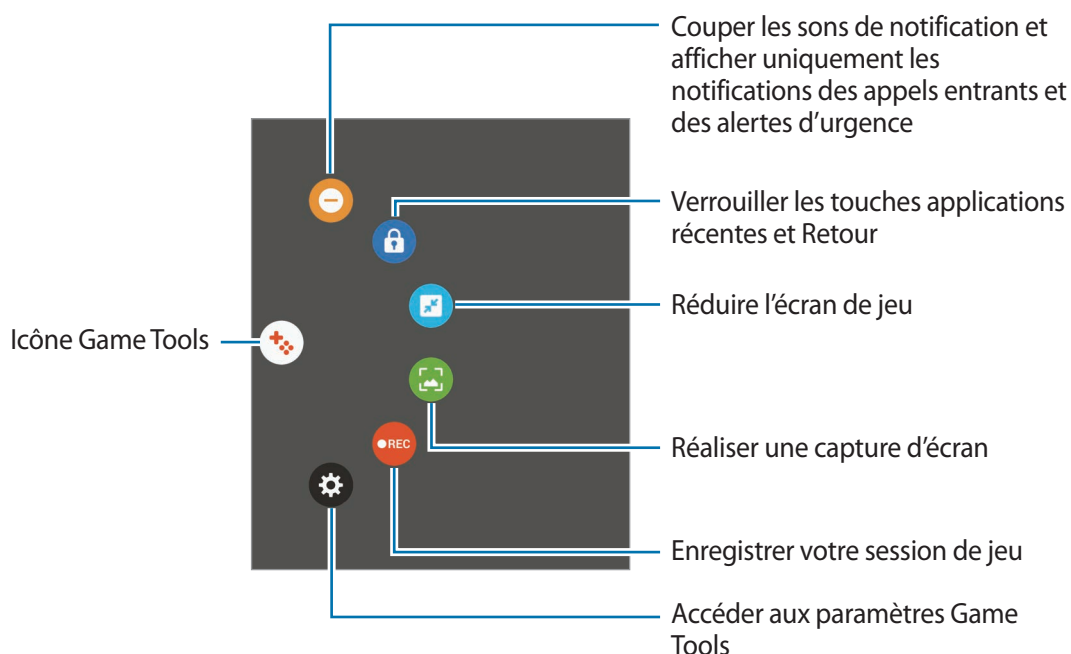 Couper les sons de notification et
afficher uniquement les
notifications des appels entrants et
des alertes d’urgence
Verrouiller les touches applications
récentes et Retour
Réduire l’écran de jeu
Icône Game Tools
Réaliser une capture d’écran
REC
Enregistrer votre session de jeu
Accéder aux paramètres Game
Tools